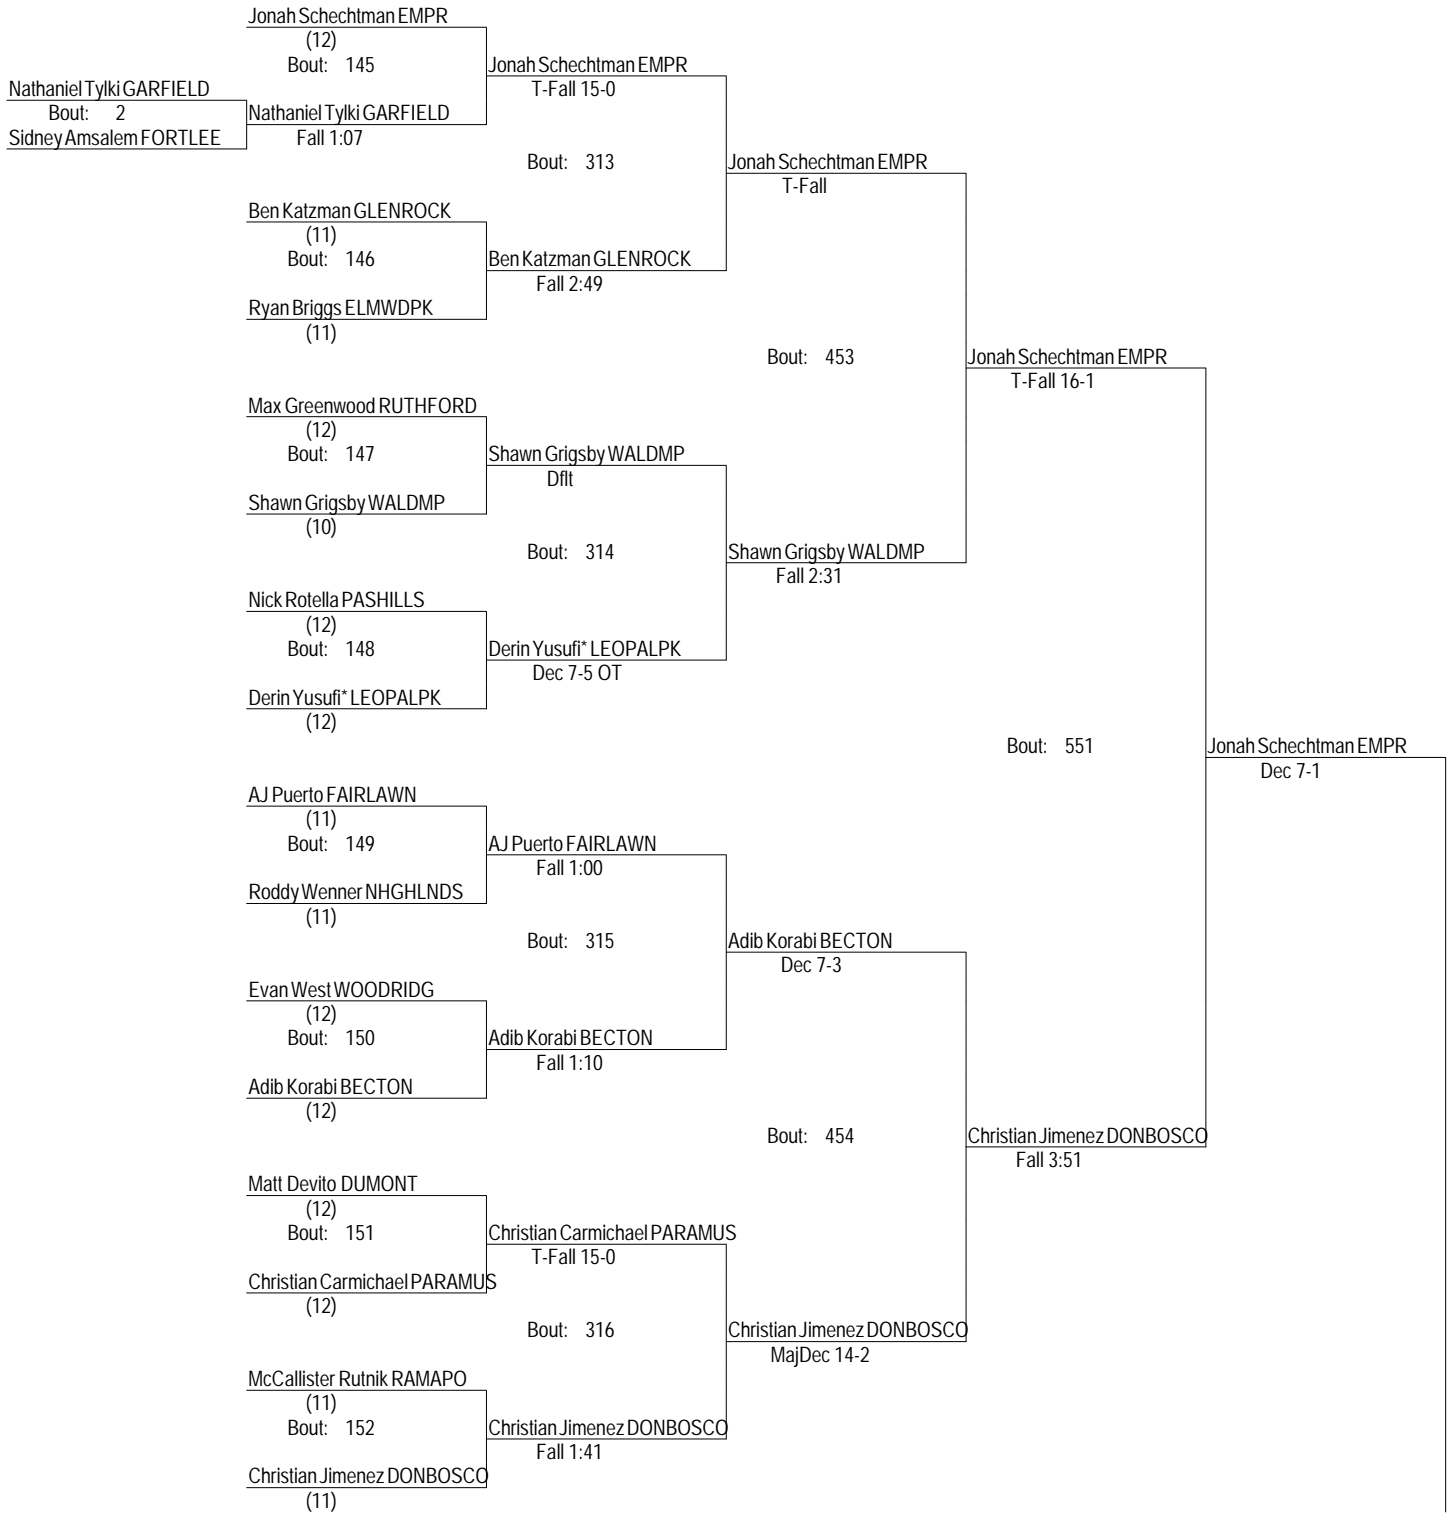 Jonah Schechtman EMPR
(12)
Bout: 145
Jonah Schechtman EMPR
T-Fall 15-0
Nathaniel Tylki GARFIELD
Bout: 2
Nathaniel Tylki GARFIELD
Sidney Amsalem FORTLEE
Fall 1:07
Bout: 313
Jonah Schechtman EMPR
T-Fall
Ben Katzman GLENROCK
(11)
Bout: 146
Ben Katzman GLENROCK
Fall 2:49
Ryan Briggs ELMWDPK
(11)
Bout: 453
Jonah Schechtman EMPR
T-Fall 16-1
Max Greenwood RUTHFORD
(12)
Bout: 147
Shawn Grigsby WALDMP
Dflt
Shawn Grigsby WALDMP
(10)
Bout: 314
Shawn Grigsby WALDMP
Fall 2:31
Nick Rotella PASHILLS
(12)
Bout: 148
Derin Yusufi* LEOPALPK
Dec 7-5 OT
Derin Yusufi* LEOPALPK
(12)
Bout: 551
Jonah Schechtman EMPR
Dec 7-1
AJ Puerto FAIRLAWN
(11)
Bout: 149
AJ Puerto FAIRLAWN
Fall 1:00
Roddy Wenner NHGHLNDS
(11)
Bout: 315
Adib Korabi BECTON
Dec 7-3
Evan West WOODRIDG
(12)
Bout: 150
Adib Korabi BECTON
Fall 1:10
Adib Korabi BECTON
(12)
Bout: 454
Christian Jimenez DONBOSCO
Fall 3:51
Matt Devito DUMONT
(12)
Bout: 151
Christian Carmichael PARAMUS
T-Fall 15-0
Christian Carmichael PARAMUS
(12)
Bout: 316
Christian Jimenez DONBOSCO
MajDec 14-2
McCallister Rutnik RAMAPO
(11)
Bout: 152
Christian Jimenez DONBOSCO
Fall 1:41
Christian Jimenez DONBOSCO
(11)